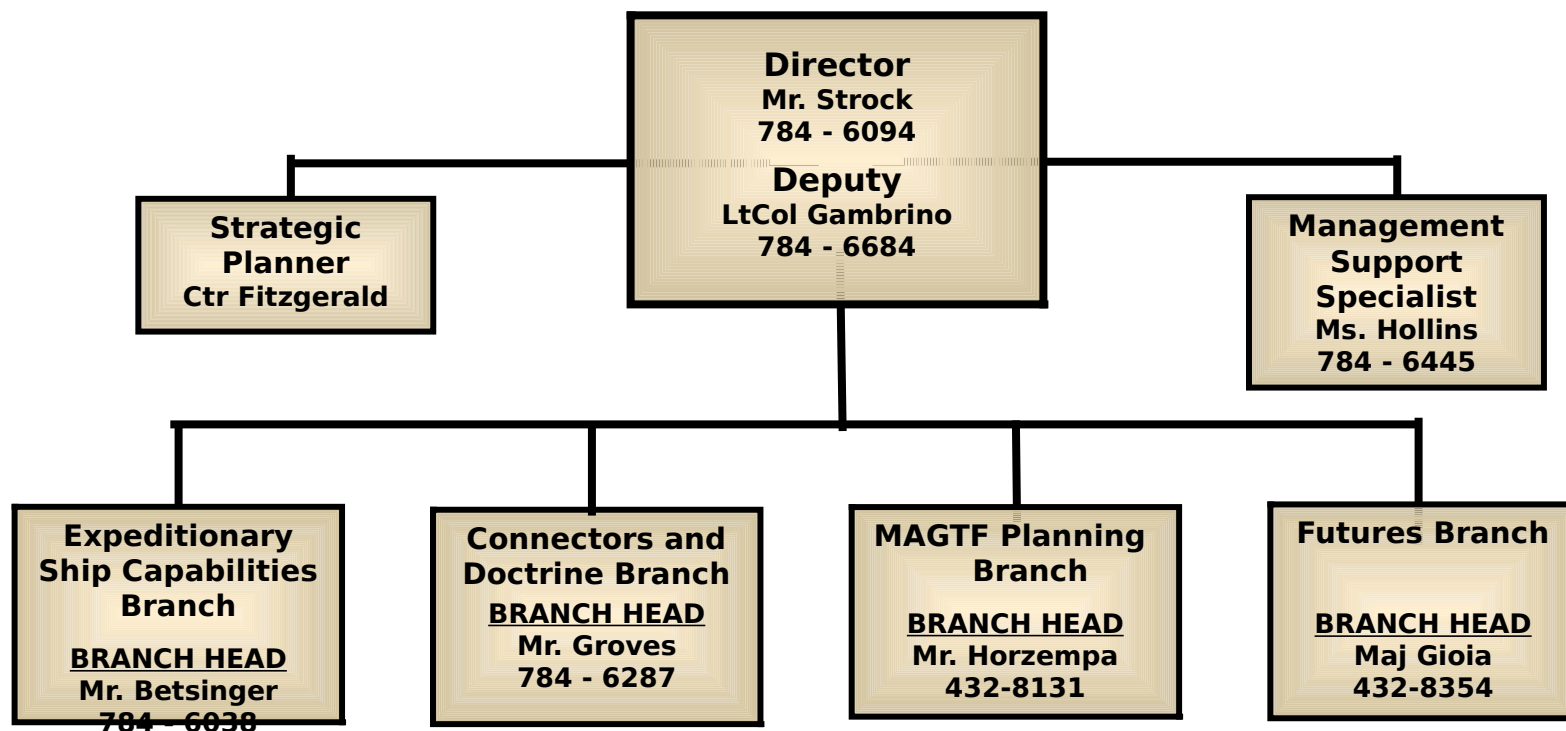 Director
Mr. Strock
784 - 6094
Deputy
LtCol Gambrino
784 - 6684
Strategic
Planner
Ctr Fitzgerald
Management
Support
Specialist
Ms. Hollins
784 - 6445
Expeditionary
Ship Capabilities
Branch
BRANCH HEAD
Mr. Betsinger
784 - 6038
Connectors and
Doctrine Branch
BRANCH HEAD
Mr. Groves
784 - 6287
MAGTF Planning
Branch
BRANCH HEAD
Mr. Horzempa
432-8131
Futures Branch
BRANCH HEAD
Maj Gioia
432-8354